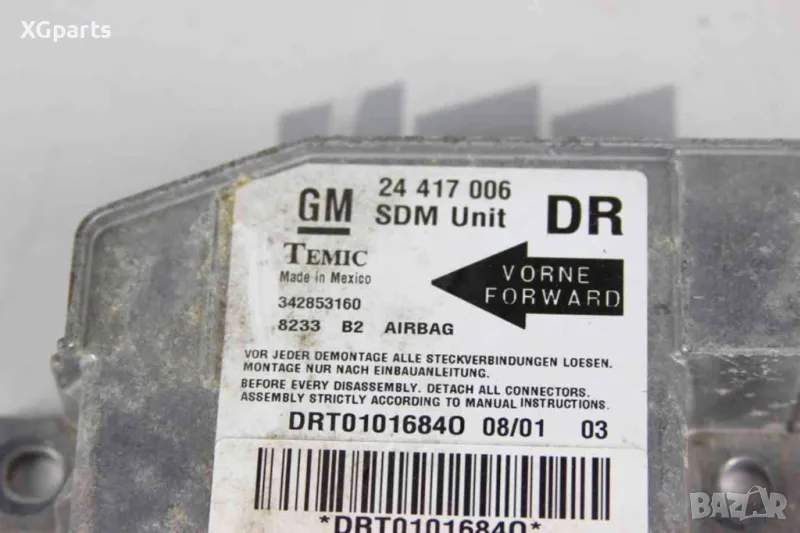 XGparts
GM 24 417 006 DR
SDM Unit
TEMIC
Made in Mexico
VORNE
FORWARD
342853160
8233 B2 AIRBAG
VOR JEDER DEMONTAGE ALLE STECKVERBINDUNGEN LOESEN.
MONTAGE NUR NACH EINBAUANLEITUNG.
BEFORE EVERY DISASSEMBLY. DETACH ALL CONNECTORS.
ASSEMBLY STRICTLY ACCORDING TO MANUAL INSTRUCTIONS.
DRT01016840 08/01 03
*DRT01016840*
BAZAR